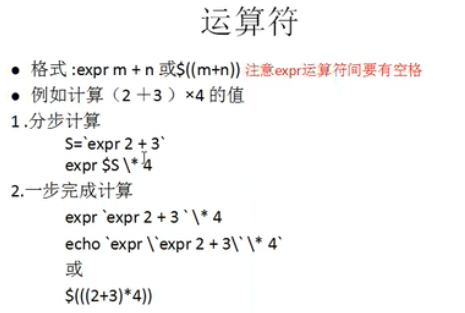 运算符
● 格式 :expr m + n 或$((m+n)) 注意expr运算符间要有空格
● 例如计算（2 ＋3 ）×4 的值
1 .分步计算
S=`expr 2 + 3`
expr $S \* 4
2.一步完成计算
expr `expr 2 + 3 ` \* 4
echo `expr \`expr 2 + 3\` \* 4`
或
$(((2+3)*4))